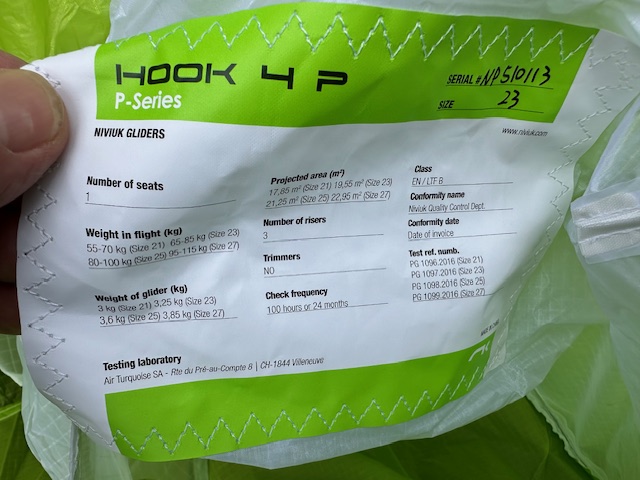 HOOK 4 P
P-Series
SERIAL # NP510113
SIZE 23
NIVIUK GLIDERS
www.niviuk.com
Number of seats
1
Weight in flight (kg)
55-70 kg (Size 21) 65-85 kg (Size 23)
80-100 kg (Size 25) 95-115 kg (Size 27)
Weight of glider (kg)
3 kg (Size 21) 3,25 kg (Size 23)
3,6 kg (Size 25) 3,85 kg (Size 27)
Projected area (m²)
17,85 m² (Size 21) 19,55 m² (Size 23)
21,25 m² (Size 25) 22,95 m² (Size 27)
Number of risers
3
Trimmers
NO
Check frequency
100 hours or 24 months
Class
EN / LTF B
Conformity name
Niviuk Quality Control Dept.
Conformity date
Date of invoice
Test ref. numb.
PG 1096.2016 (Size 21)
PG 1097.2016 (Size 23)
PG 1098.2016 (Size 25)
PG 1099.2016 (Size 27)
Testing laboratory
Air Turquoise SA - Rte du Pré-au-Compte 8 | CH-1844 Villeneuve